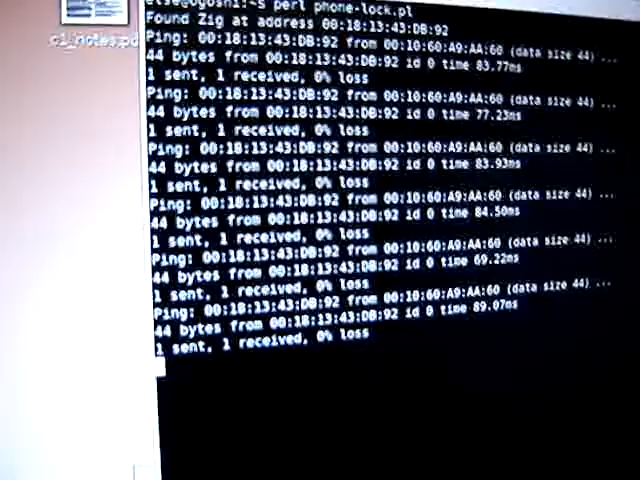 $ perl phone-lock.pl
Found Zig at address 00:18:13:43:DB:92
Ping: 00:18:13:43:DB:92 from 00:10:60:A9:AA:60 (data size 44) ...
44 bytes from 00:18:13:43:DB:92 id 0 time 83.77ms
1 sent, 1 received, 0% loss
Ping: 00:18:13:43:DB:92 from 00:10:60:A9:AA:60 (data size 44) ...
44 bytes from 00:18:13:43:DB:92 id 0 time 77.23ms
1 sent, 1 received, 0% loss
Ping: 00:18:13:43:DB:92 from 00:10:60:A9:AA:60 (data size 44) ...
44 bytes from 00:18:13:43:DB:92 id 0 time 83.93ms
1 sent, 1 received, 0% loss
Ping: 00:18:13:43:DB:92 from 00:10:60:A9:AA:60 (data size 44) ...
44 bytes from 00:18:13:43:DB:92 id 0 time 84.50ms
1 sent, 1 received, 0% loss
Ping: 00:18:13:43:DB:92 from 00:10:60:A9:AA:60 (data size 44) ...
44 bytes from 00:18:13:43:DB:92 id 0 time 69.22ms
1 sent, 1 received, 0% loss
Ping: 00:18:13:43:DB:92 from 00:10:60:A9:AA:60 (data size 44) ...
44 bytes from 00:18:13:43:DB:92 id 0 time 89.07ms
1 sent, 1 received, 0% loss